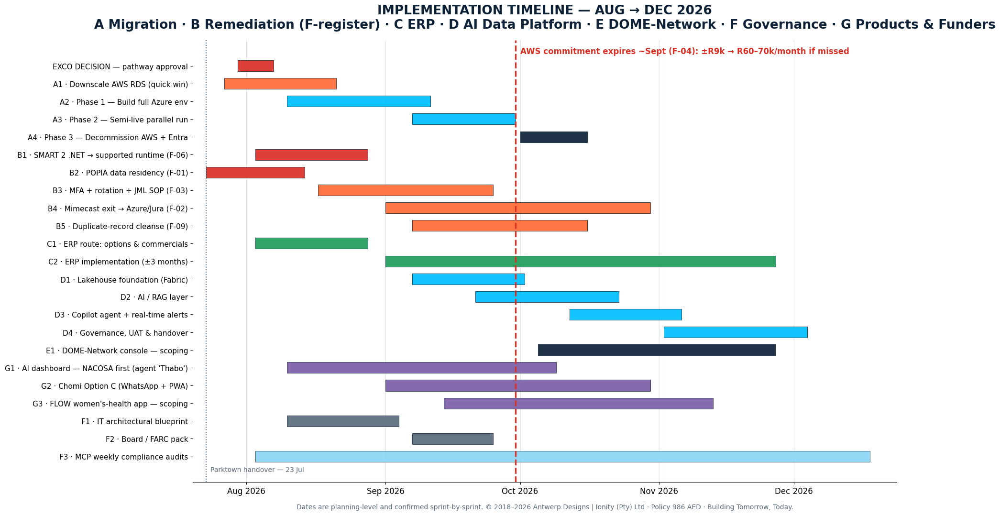 IMPLEMENTATION TIMELINE — AUG → DEC 2026
A Migration · B Remediation (F-register) · C ERP · D AI Data Platform · E DOME-Network · F Governance · G Products & Funders
AWS commitment expires ~Sept (F-04): ±R9k → R60–70k/month if missed
EXCO DECISION — pathway approval
A1 · Downscale AWS RDS (quick win)
A2 · Phase 1 — Build full Azure env
A3 · Phase 2 — Semi-live parallel run
A4 · Phase 3 — Decommission AWS + Entra
B1 · SMART 2 .NET → supported runtime (F-06)
B2 · POPIA data residency (F-01)
B3 · MFA + rotation + JML SOP (F-03)
B4 · Mimecast exit → Azure/Jura (F-02)
B5 · Duplicate-record cleanse (F-09)
C1 · ERP route: options & commercials
C2 · ERP implementation (±3 months)
D1 · Lakehouse foundation (Fabric)
D2 · AI / RAG layer
D3 · Copilot agent + real-time alerts
D4 · Governance, UAT & handover
E1 · DOME-Network console — scoping
G1 · AI dashboard — NACOSA first (agent 'Thabo')
G2 · Chomi Option C (WhatsApp + PWA)
G3 · FLOW women's-health app — scoping
F1 · IT architectural blueprint
F2 · Board / FARC pack
F3 · MCP weekly compliance audits
Parktown handover — 23 Jul
Aug 2026 Sep 2026 Oct 2026 Nov 2026 Dec 2026
Dates are planning-level and confirmed sprint-by-sprint. © 2018–2026 Antwerp Designs | Ionity (Pty) Ltd · Policy 986 AED · Building Tomorrow, Today.